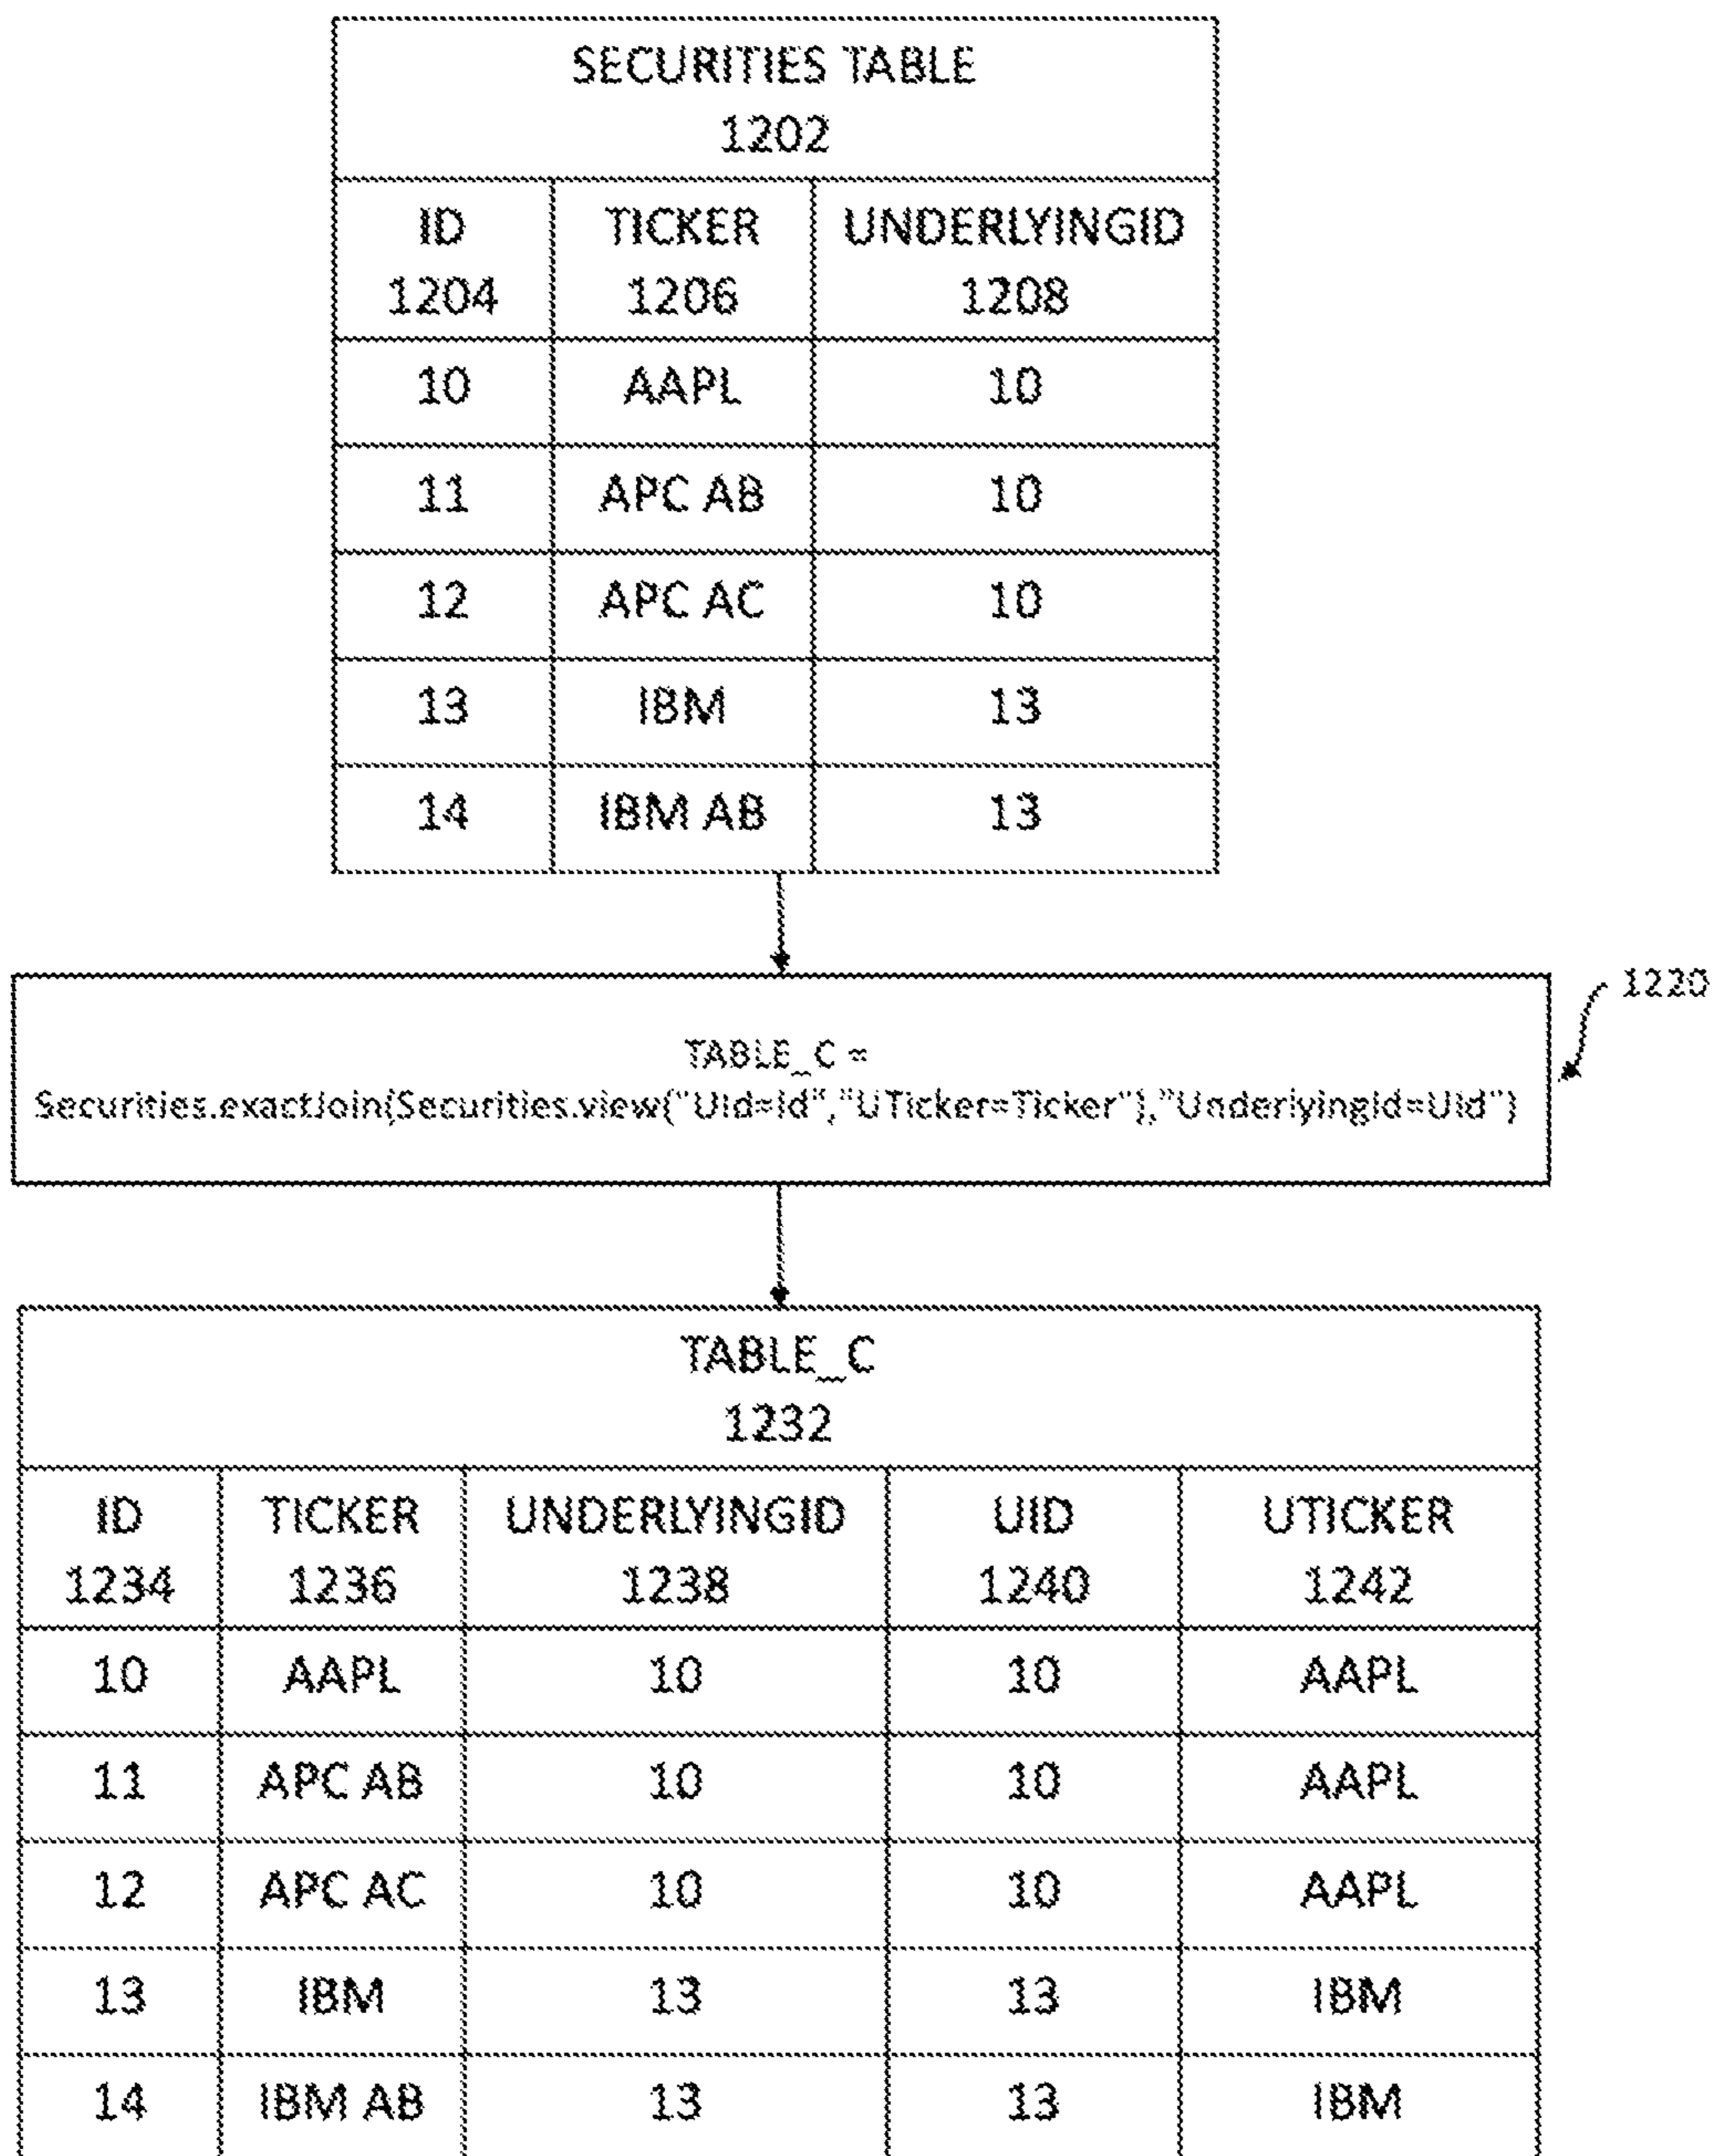 SECURITIES TABLE
1202
ID TICKER UNDERLYINGID
1204 1206 1208
10 AAPL 10
11 APC AB 10
12 APC AC 10
13 IBM 13
14 IBM AB 13
1220
TABLE_C =
Securities.exactJoin(Securities.view("UId=Id","UTicker=Ticker"),"UnderlyingId=UId")
TABLE_C
1232
ID TICKER UNDERLYINGID UID UTICKER
1234 1236 1238 1240 1242
10 AAPL 10 10 AAPL
11 APC AB 10 10 AAPL
12 APC AC 10 10 AAPL
13 IBM 13 13 IBM
14 IBM AB 13 13 IBM